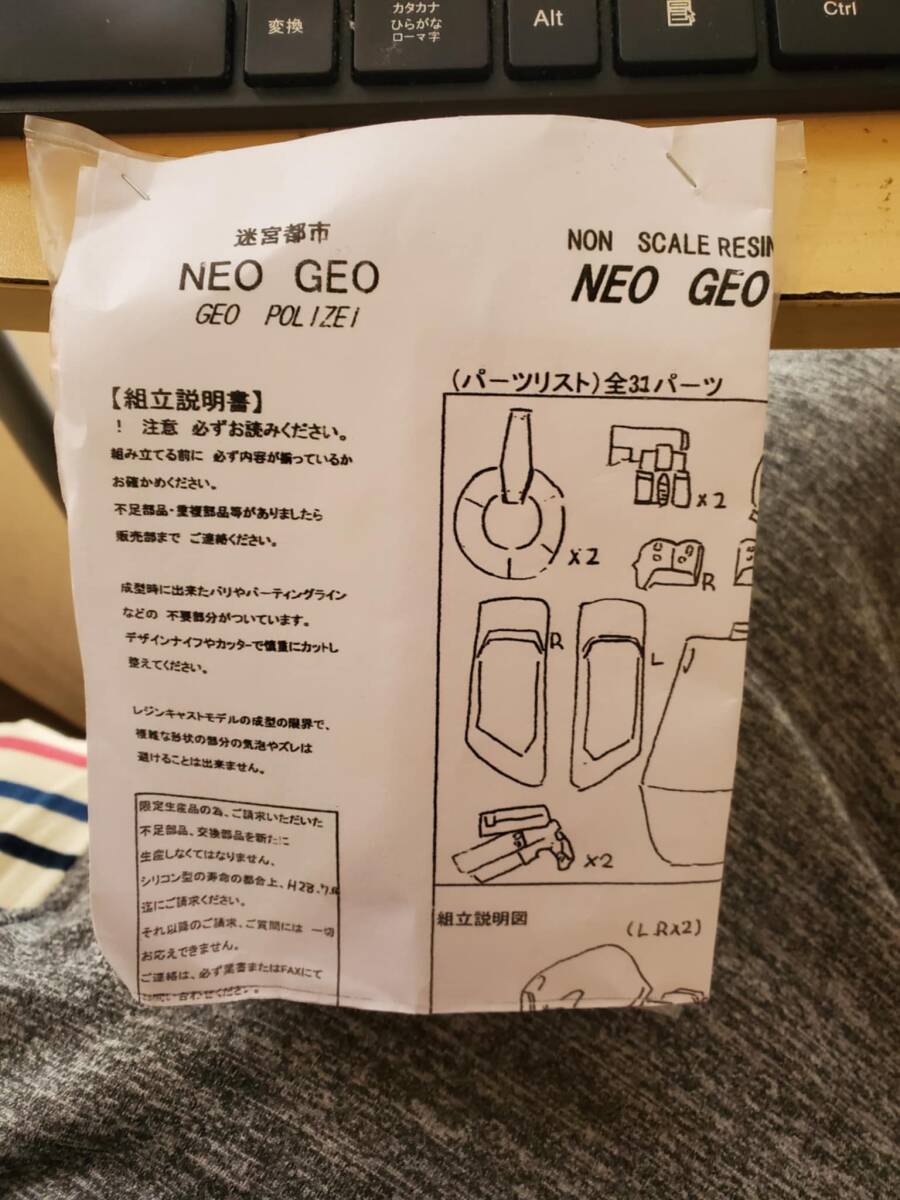 変換
カタカナ
ひらがな
ローマ字
Alt
Ctrl
迷宮都市
NEO GEO
GEO POLIZEI
【組立説明書】
! 注意 必ずお読みください。
組み立てる前に 必ず内容が揃っているか
お確かめください。
不足部品・重複部品等がありましたら
販売部まで ご連絡ください。
成型時に出来たバリやパーティングライン
などの 不要部分がついています。
デザインナイフやカッターで慎重にカットし
整えてください。
レジンキャストモデルの成型の限界で、
複雑な形状の部分の気泡やズレは
避けることは出来ません。
限定生産品の為、ご請求いただいた
不足部品、交換部品を新たに
生産しなくてはなりません、
シリコン型の寿命の都合上、H28.7.末
迄にご請求ください。
それ以降のご請求、ご質問には 一切
お応えできません。
ご連絡は、必ず葉書またはFAXにて
お問い合わせください。
NON SCALE RESIN
NEO GEO
(パーツリスト)全31パーツ
x2
x2
R
R
L
x2
組立説明図
(L Rx2)